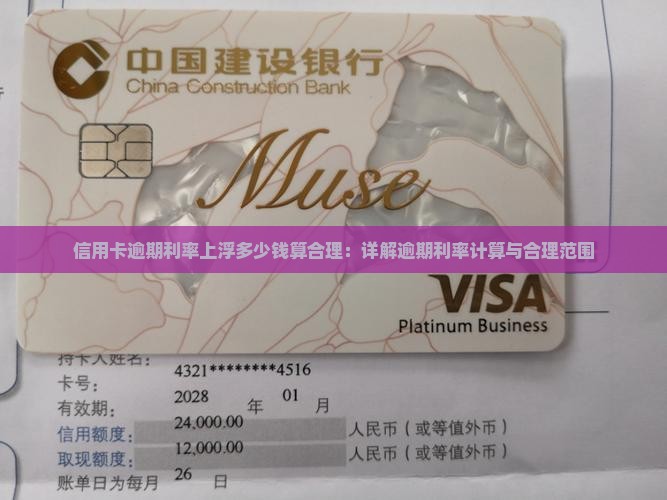 中国建设银行
China Construction Bank
Muse
信用卡逾期利率上浮多少钱算合理：详解逾期利率计算与合理范围
VISA
Platinum Business
持卡人姓名：
卡号： 4321********4516
有效期： 2028 年 01 月
信用额度： 24,000.00 人民币（或等值外币）
取现额度： 12,000.00 人民币（或等值外币）
账单日为每月 26 日